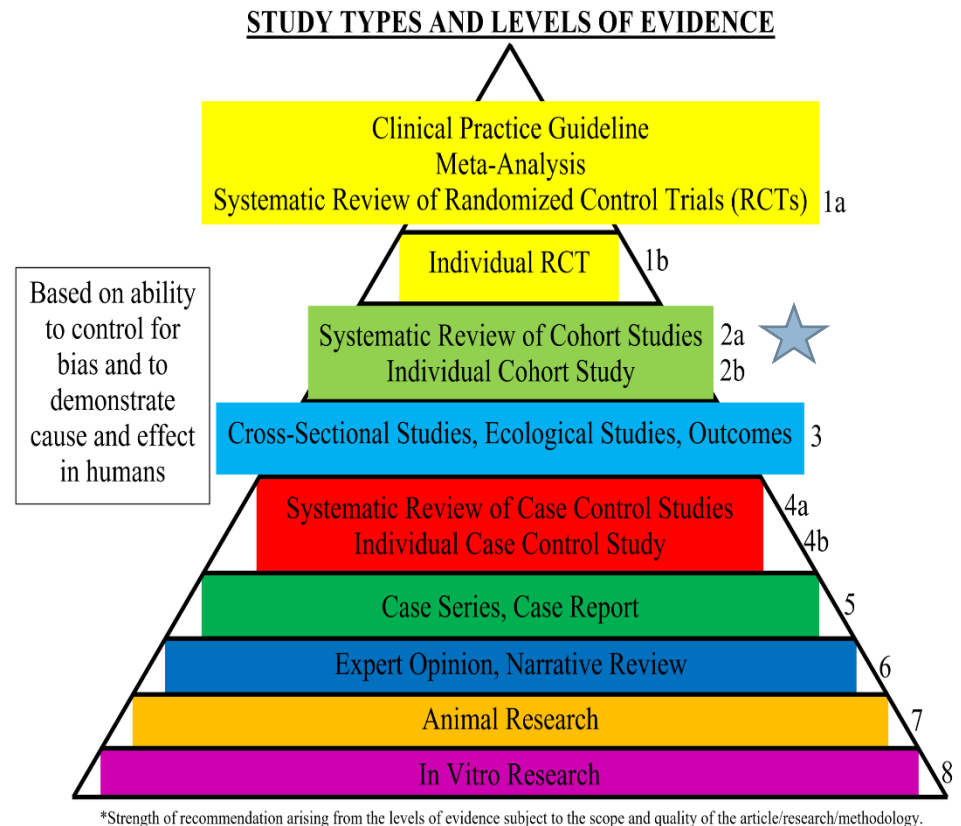 STUDY TYPES AND LEVELS OF EVIDENCE
Clinical Practice Guideline
Meta-Analysis
Systematic Review of Randomized Control Trials (RCTs)
1a
Individual RCT
1b
Based on ability
to control for
bias and to
demonstrate
cause and effect
in humans
Systematic Review of Cohort Studies
2a
Individual Cohort Study
2b
Cross-Sectional Studies, Ecological Studies, Outcomes
3
Systematic Review of Case Control Studies
4a
Individual Case Control Study
4b
Case Series, Case Report
5
Expert Opinion, Narrative Review
6
Animal Research
7
In Vitro Research
8
*Strength of recommendation arising from the levels of evidence subject to the scope and quality of the article/research/methodology.